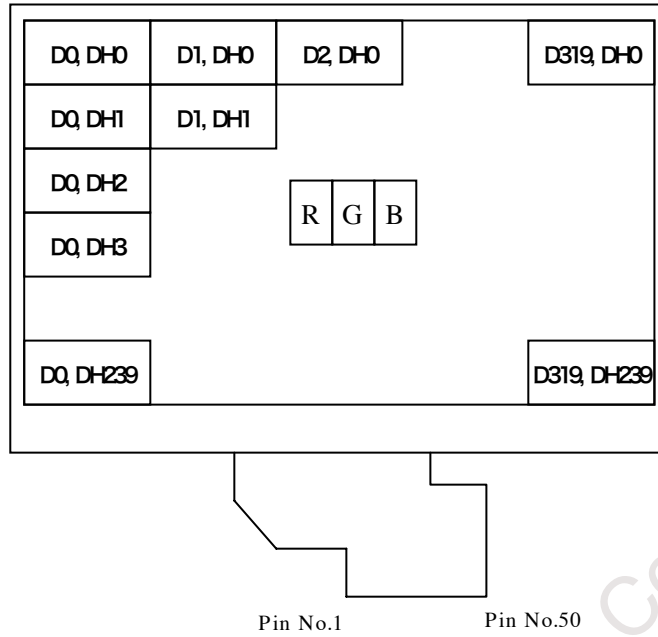 D0, DH0 D1, DH0 D2, DH0 D319, DH0
D0, DH1 D1, DH1
D0, DH2
R G B
D0, DH3
D0, DH239 D319, DH239
Pin No.1 Pin No.50